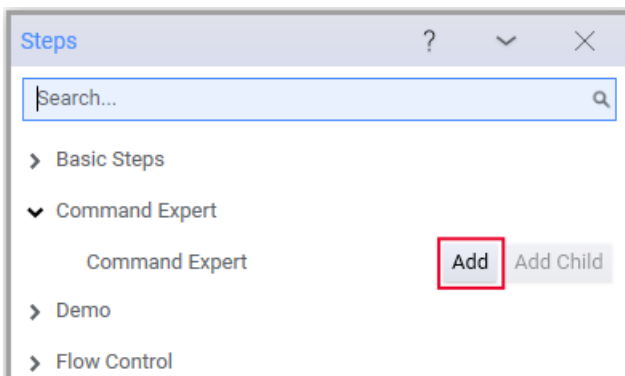 Steps ?
Search...
Basic Steps
Command Expert
Command Expert Add Add Child
Demo
Flow Control